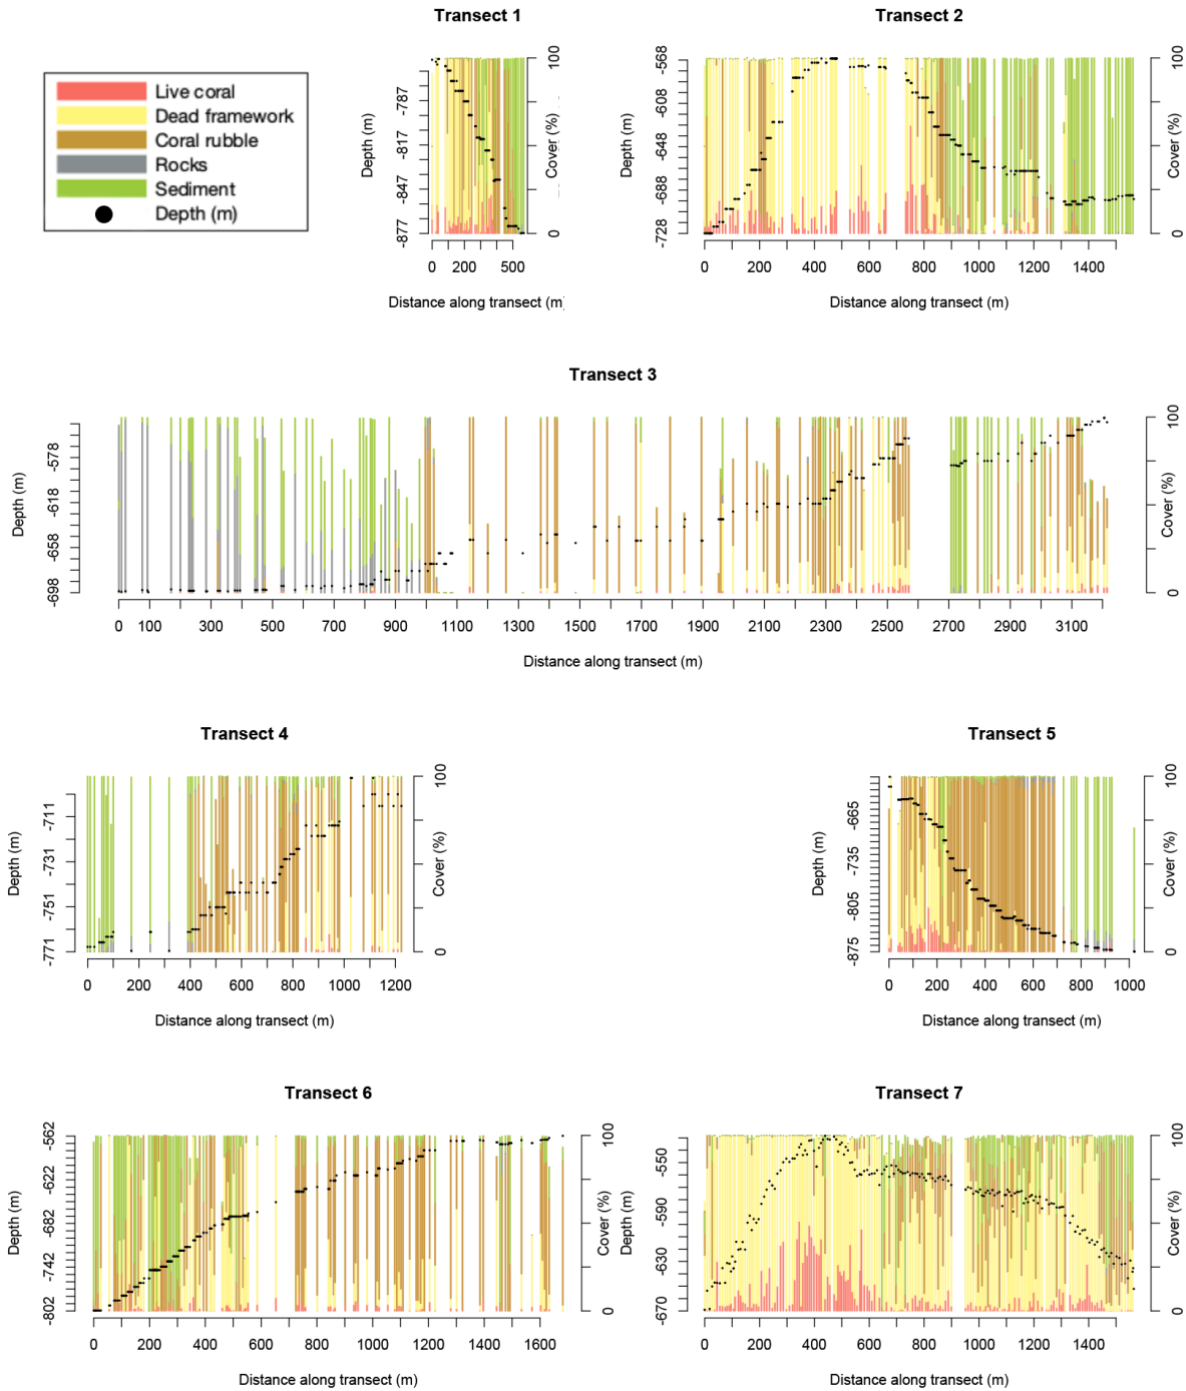 Transect 1
Transect 2
Live coral
Dead framework
Coral rubble
Rocks
Sediment
Depth (m)
Depth (m)
-787
-817
-847
-877
0 200 500
100
Cover (%)
0
Distance along transect (m)
Depth (m)
-568
-608
-648
-688
-728
0 200 400 600 800 1000 1200 1400
100
Cover (%)
0
Distance along transect (m)
Transect 3
Depth (m)
-578
-618
-658
-698
0 100 300 500 700 900 1100 1300 1500 1700 1900 2100 2300 2500 2700 2900 3100
100
Cover (%)
0
Distance along transect (m)
Transect 4
Transect 5
Depth (m)
-711
-731
-751
-771
0 200 400 600 800 1000 1200
100
Cover (%)
0
Distance along transect (m)
Depth (m)
-665
-735
-805
-875
0 200 400 600 800 1000
100
Cover (%)
0
Distance along transect (m)
Transect 6
Transect 7
Depth (m)
-562
-622
-682
-742
-802
0 200 400 600 800 1000 1200 1400 1600
100
Cover (%)
0
Distance along transect (m)
Depth (m)
-550
-590
-630
-670
0 200 400 600 800 1000 1200 1400
100
Cover (%)
0
Distance along transect (m)